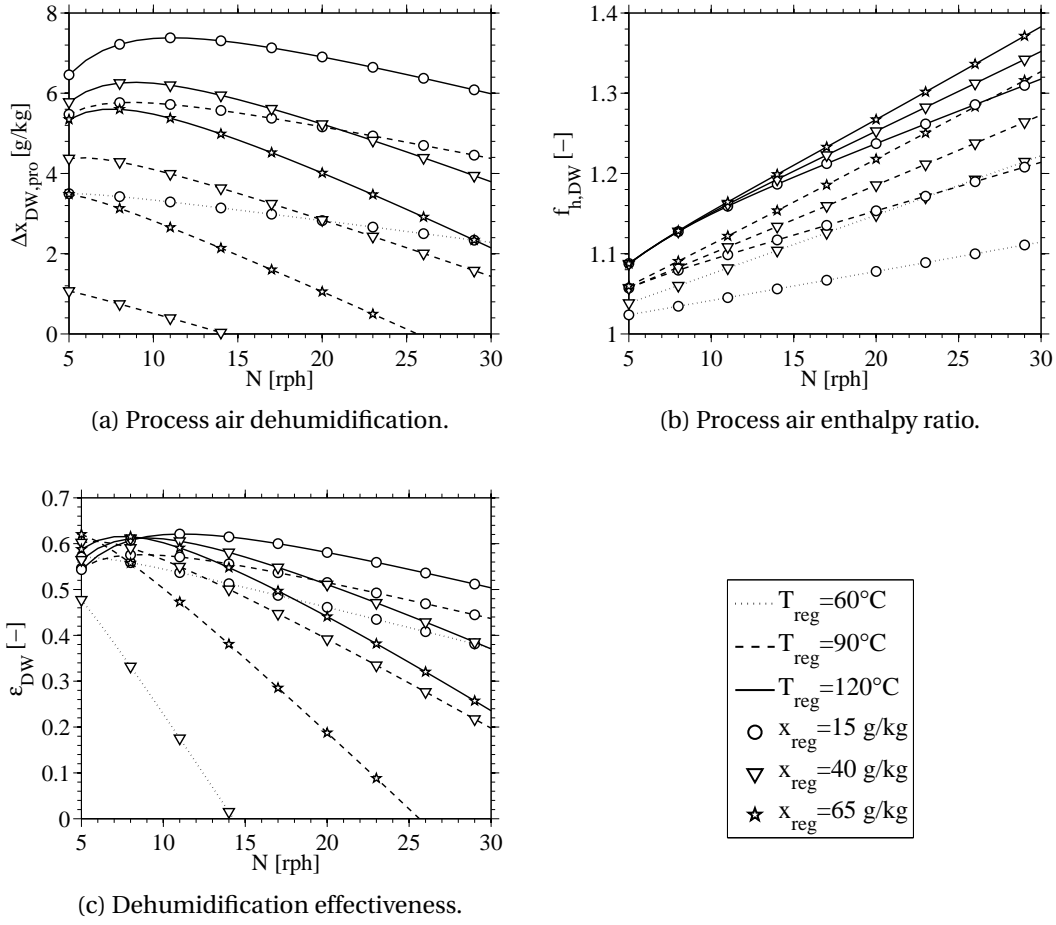 8
6
4
2
0
Δx_DW,pro [g/kg]
5 10 15 20 25 30
N [rph]
(a) Process air dehumidification.
1.4
1.3
1.2
1.1
1
f_h,DW [−]
5 10 15 20 25 30
N [rph]
(b) Process air enthalpy ratio.
0.7
0.6
0.5
0.4
0.3
0.2
0.1
0
ε_DW [−]
5 10 15 20 25 30
N [rph]
(c) Dehumidification effectiveness.
T_reg=60°C
T_reg=90°C
T_reg=120°C
x_reg=15 g/kg
x_reg=40 g/kg
x_reg=65 g/kg